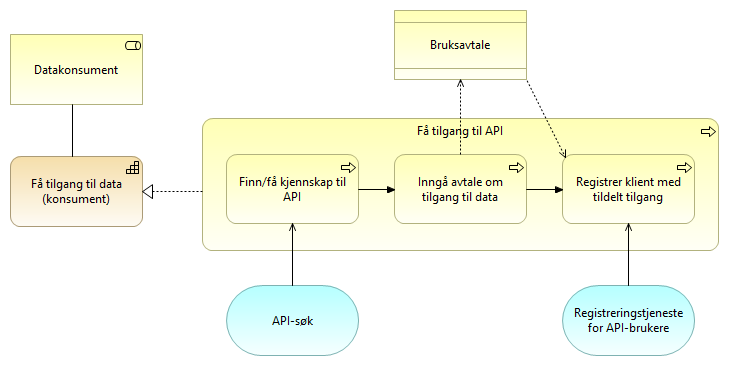 Bruksavtale
Datakonsument
Få tilgang til API
Få tilgang til data
(konsument)
Finn/få kjennskap til
API
Inngå avtale om
tilgang til data
Registrer klient med
tildelt tilgang
API-søk
Registreringstjeneste
for API-brukere